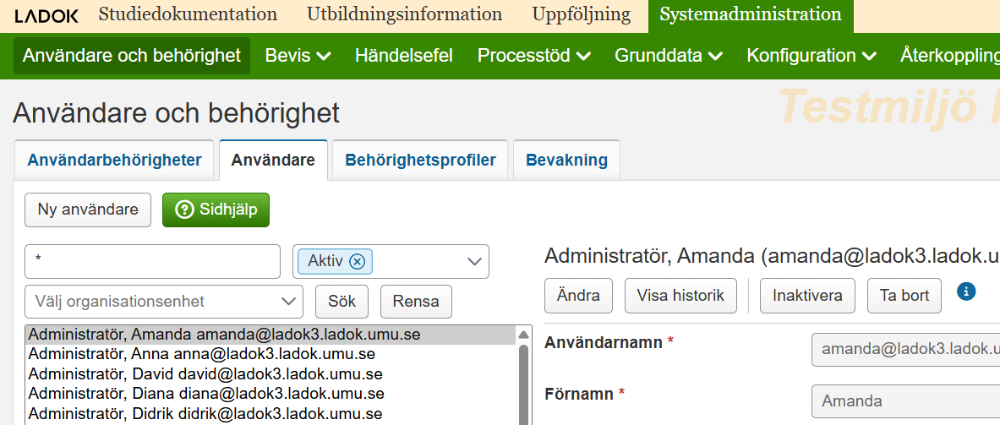 LADOK Studiedokumentation Utbildningsinformation Uppföljning Systemadministration
Användare och behörighet Bevis Händelsefel Processtöd Grunddata Konfiguration Återkoppling
Testmiljö
Användare och behörighet
Användarbehörigheter Användare Behörighetsprofiler Bevakning
Ny användare Sidhjälp
* Aktiv
Välj organisationsenhet Sök Rensa
Administratör, Amanda amanda@ladok3.ladok.umu.se
Administratör, Anna anna@ladok3.ladok.umu.se
Administratör, David david@ladok3.ladok.umu.se
Administratör, Diana diana@ladok3.ladok.umu.se
Administratör, Didrik didrik@ladok3.ladok.umu.se
Administratör, Amanda (amanda@ladok3.ladok.u
Ändra Visa historik Inaktivera Ta bort
Användarnamn * amanda@ladok3.ladok.u
Förnamn * Amanda